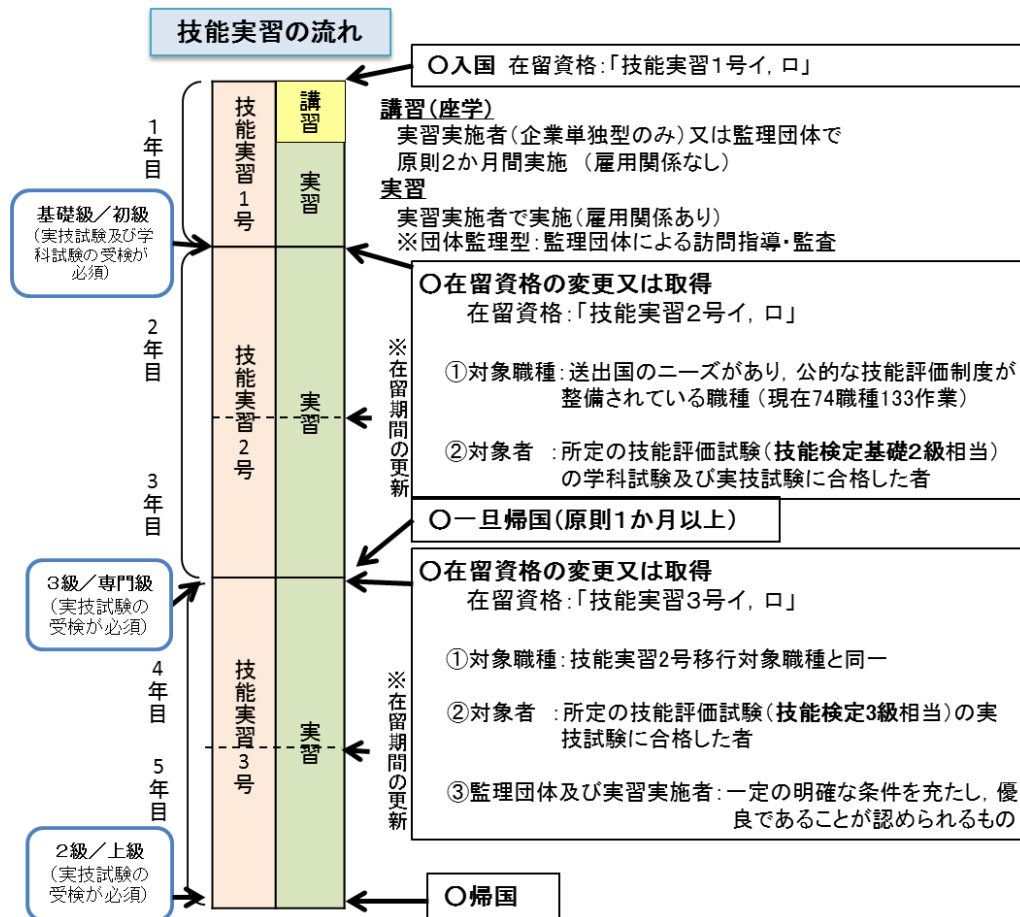 技能実習の流れ
〇入国 在留資格：「技能実習１号イ，ロ」
技能実習1号
講習
実習
1年目
講習（座学）
実習実施者（企業単独型のみ）又は監理団体で
原則２か月間実施 （雇用関係なし）
実習
実習実施者で実施（雇用関係あり）
※団体監理型：監理団体による訪問指導・監査
基礎級／初級
（実技試験及び学
科試験の受検が
必須）
〇在留資格の変更又は取得
在留資格：「技能実習２号イ，ロ」
①対象職種：送出国のニーズがあり，公的な技能評価制度が
整備されている職種（現在74職種133作業）
②対象者 ：所定の技能評価試験（技能検定基礎２級相当）
の学科試験及び実技試験に合格した者
2年目
技能実習2号
実習
※在留期間の更新
3年目
〇一旦帰国（原則１か月以上）
3級／専門級
（実技試験の
受検が必須）
〇在留資格の変更又は取得
在留資格：「技能実習３号イ，ロ」
①対象職種：技能実習2号移行対象職種と同一
②対象者 ：所定の技能評価試験（技能検定3級相当）の実
技試験に合格した者
③監理団体及び実習実施者：一定の明確な条件を充たし，優
良であることが認められるもの
4年目
技能実習3号
実習
※在留期間の更新
5年目
２級／上級
（実技試験の
受検が必須）
〇帰国